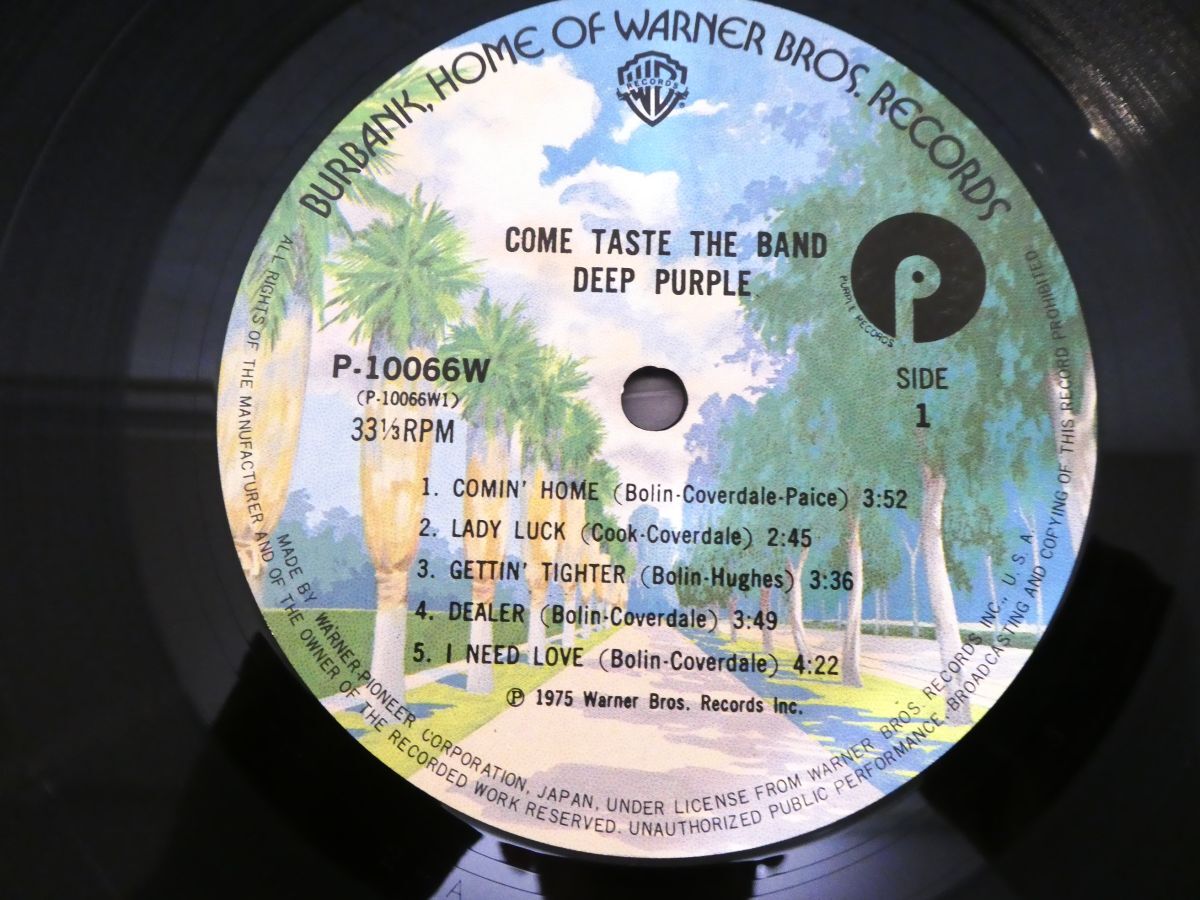 BURBANK, HOME OF WARNER BROS. RECORDS
W RECORDS ®
COME TASTE THE BAND
DEEP PURPLE
P
PURPLE RECORDS
P-10066W
(P-10066W1)
33⅓RPM
SIDE
1
1. COMIN' HOME (Bolin-Coverdale-Paice) 3:52
2. LADY LUCK (Cook-Coverdale) 2:45
3. GETTIN' TIGHTER (Bolin-Hughes) 3:36
4. DEALER (Bolin-Coverdale) 3:49
5. I NEED LOVE (Bolin-Coverdale) 4:22
Ⓟ 1975 Warner Bros. Records Inc.
MADE BY WARNER-PIONEER CORPORATION, JAPAN, UNDER LICENSE FROM WARNER BROS. RECORDS INC., U.S.A.
ALL RIGHTS OF THE MANUFACTURER AND OF THE OWNER OF THE RECORDED WORK RESERVED. UNAUTHORIZED PUBLIC PERFORMANCE, BROADCASTING AND COPYING OF THIS RECORD PROHIBITED
A